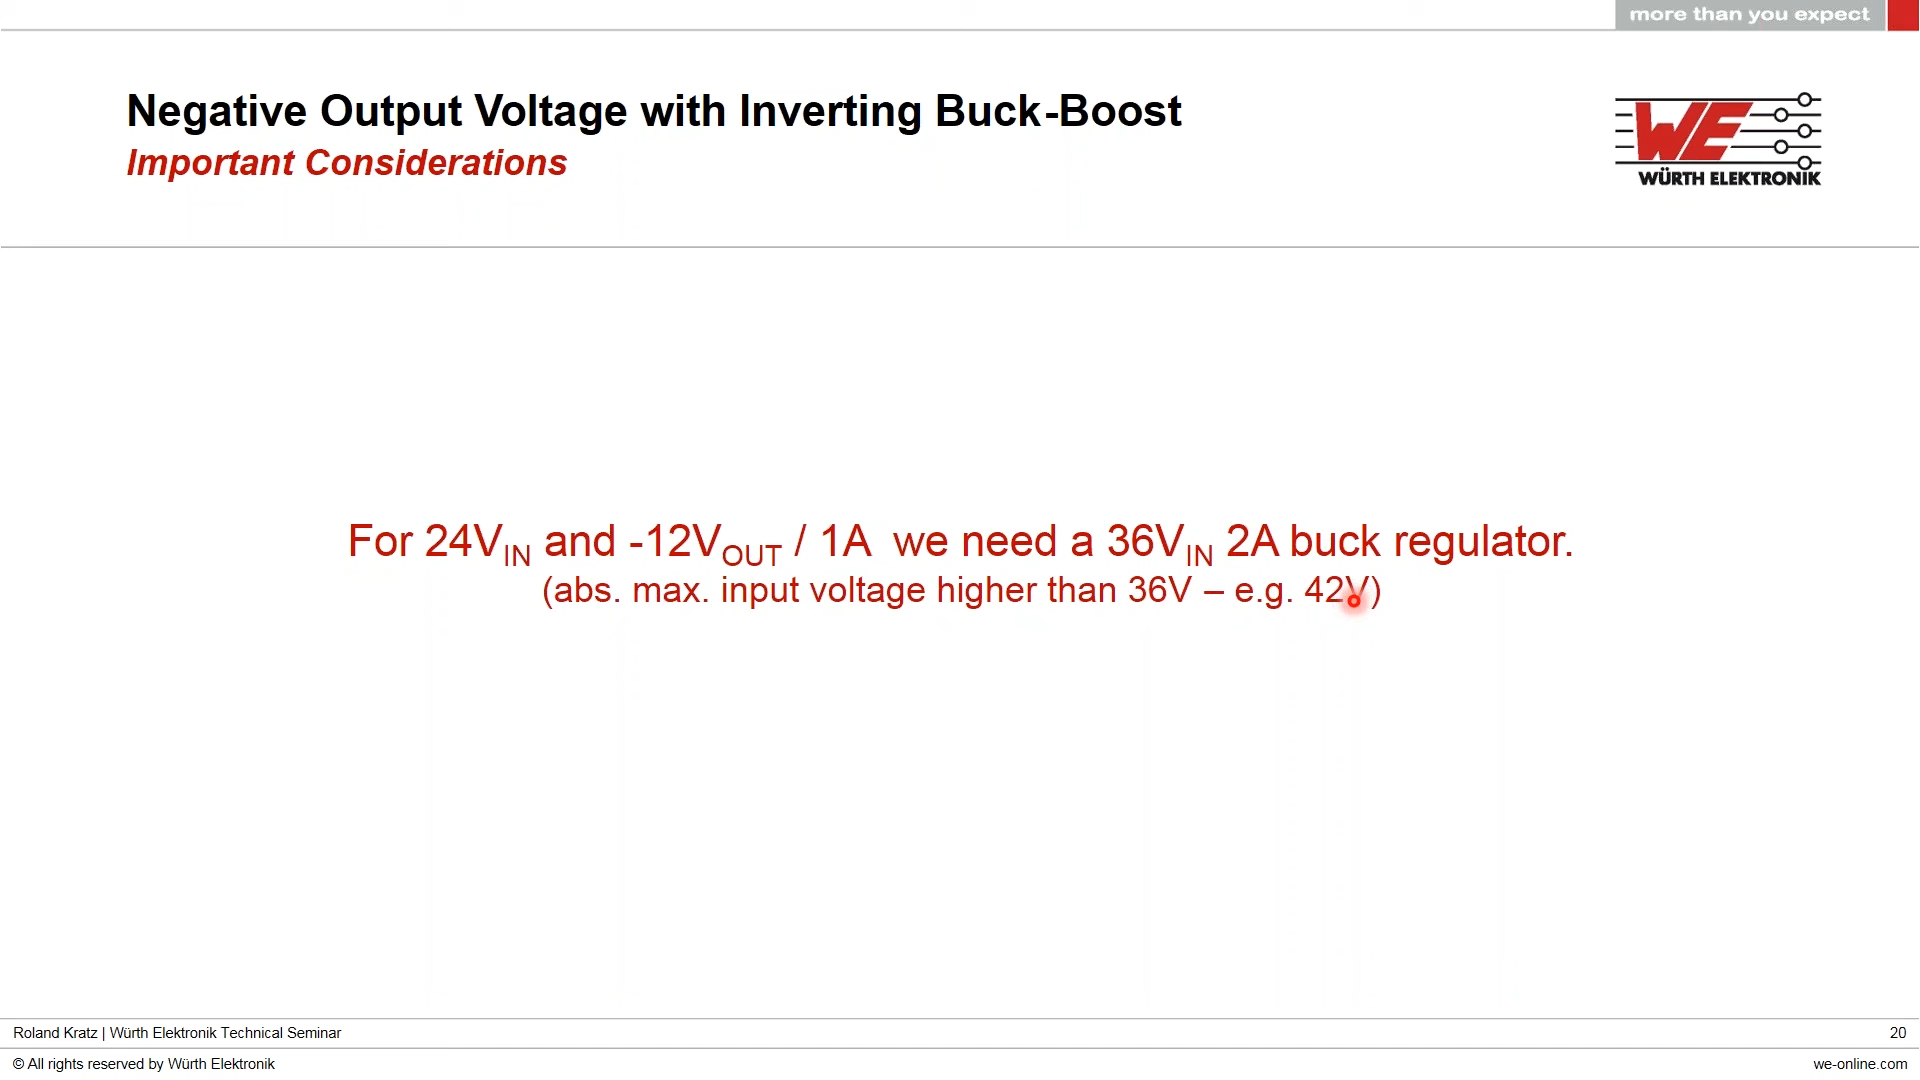 more than you expect
Negative Output Voltage with Inverting Buck-Boost
Important Considerations
WE
WÜRTH ELEKTRONIK
For 24VIN and -12VOUT / 1A we need a 36VIN 2A buck regulator.
(abs. max. input voltage higher than 36V – e.g. 42V)
Roland Kratz | Würth Elektronik Technical Seminar
20
© All rights reserved by Würth Elektronik
we-online.com